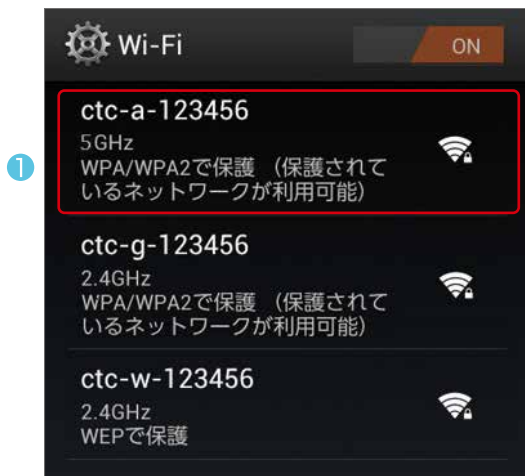 Wi-Fi
ON
1
ctc-a-123456
5GHz
WPA/WPA2で保護 （保護されて
いるネットワークが利用可能）
ctc-g-123456
2.4GHz
WPA/WPA2で保護 （保護されて
いるネットワークが利用可能）
ctc-w-123456
2.4GHz
WEPで保護